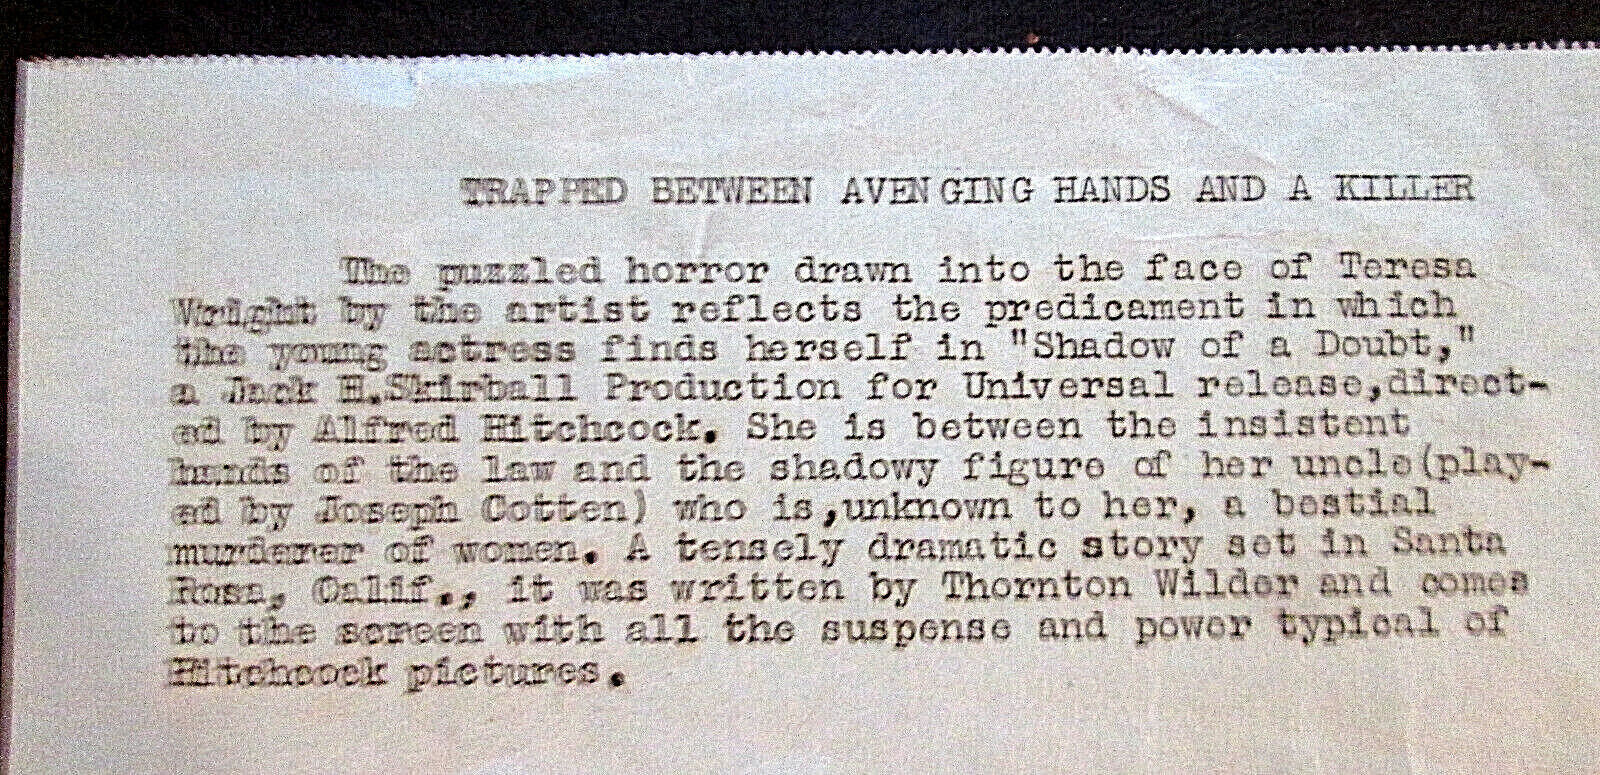 TRAPPED BETWEEN AVENGING HANDS AND A KILLER
The puzzled horror drawn into the face of Teresa
Wright by the artist reflects the predicament in which
the young actress finds herself in "Shadow of a Doubt,"
a Jack H.Skirball Production for Universal release,direct-
ed by Alfred Hitchcock. She is between the insistent
hands of the law and the shadowy figure of her uncle(play-
ed by Joseph Cotten) who is,unknown to her, a bestial
murderer of women. A tensely dramatic story set in Santa
Rosa, Calif., it was written by Thornton Wilder and comes
to the screen with all the suspense and power typical of
Hitchcock pictures.